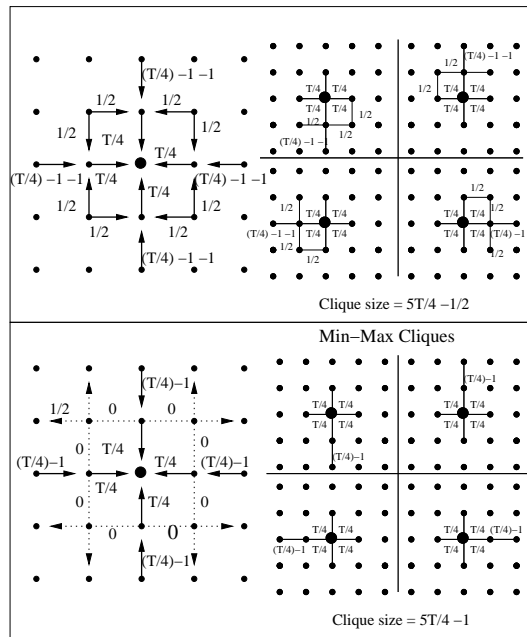 (T/4) −1 −1
1/2 1/2
1/2 1/2
T/4 T/4
(T/4) −1 −1 T/4 T/4 (T/4) −1 −1
1/2 T/4 1/2
1/2 1/2
(T/4) −1 −1
T/4 T/4
T/4 T/4
1/2 1/2
1/2
(T/4) −1 −1
1/2 (T/4) −1 −1
1/2 T/4 T/4
T/4 T/4
1/2 T/4 T/4
(T/4) −1 −1 T/4 T/4
1/2 1/2
1/2
T/4 T/4 1/2
T/4 T/4 (T/4) −1
1/2
Clique size = 5T/4 −1/2
Min−Max Cliques
(T/4) −1
1/2 0 0
0 T/4 0
(T/4) −1 T/4 T/4 (T/4) −1
0 T/4 0
0 0
(T/4) −1
T/4 T/4
T/4 T/4
(T/4) −1
(T/4) −1
T/4 T/4
T/4 T/4
T/4 T/4
(T/4) −1 T/4 T/4
T/4 T/4 (T/4) −1
T/4 T/4
Clique size = 5T/4 −1